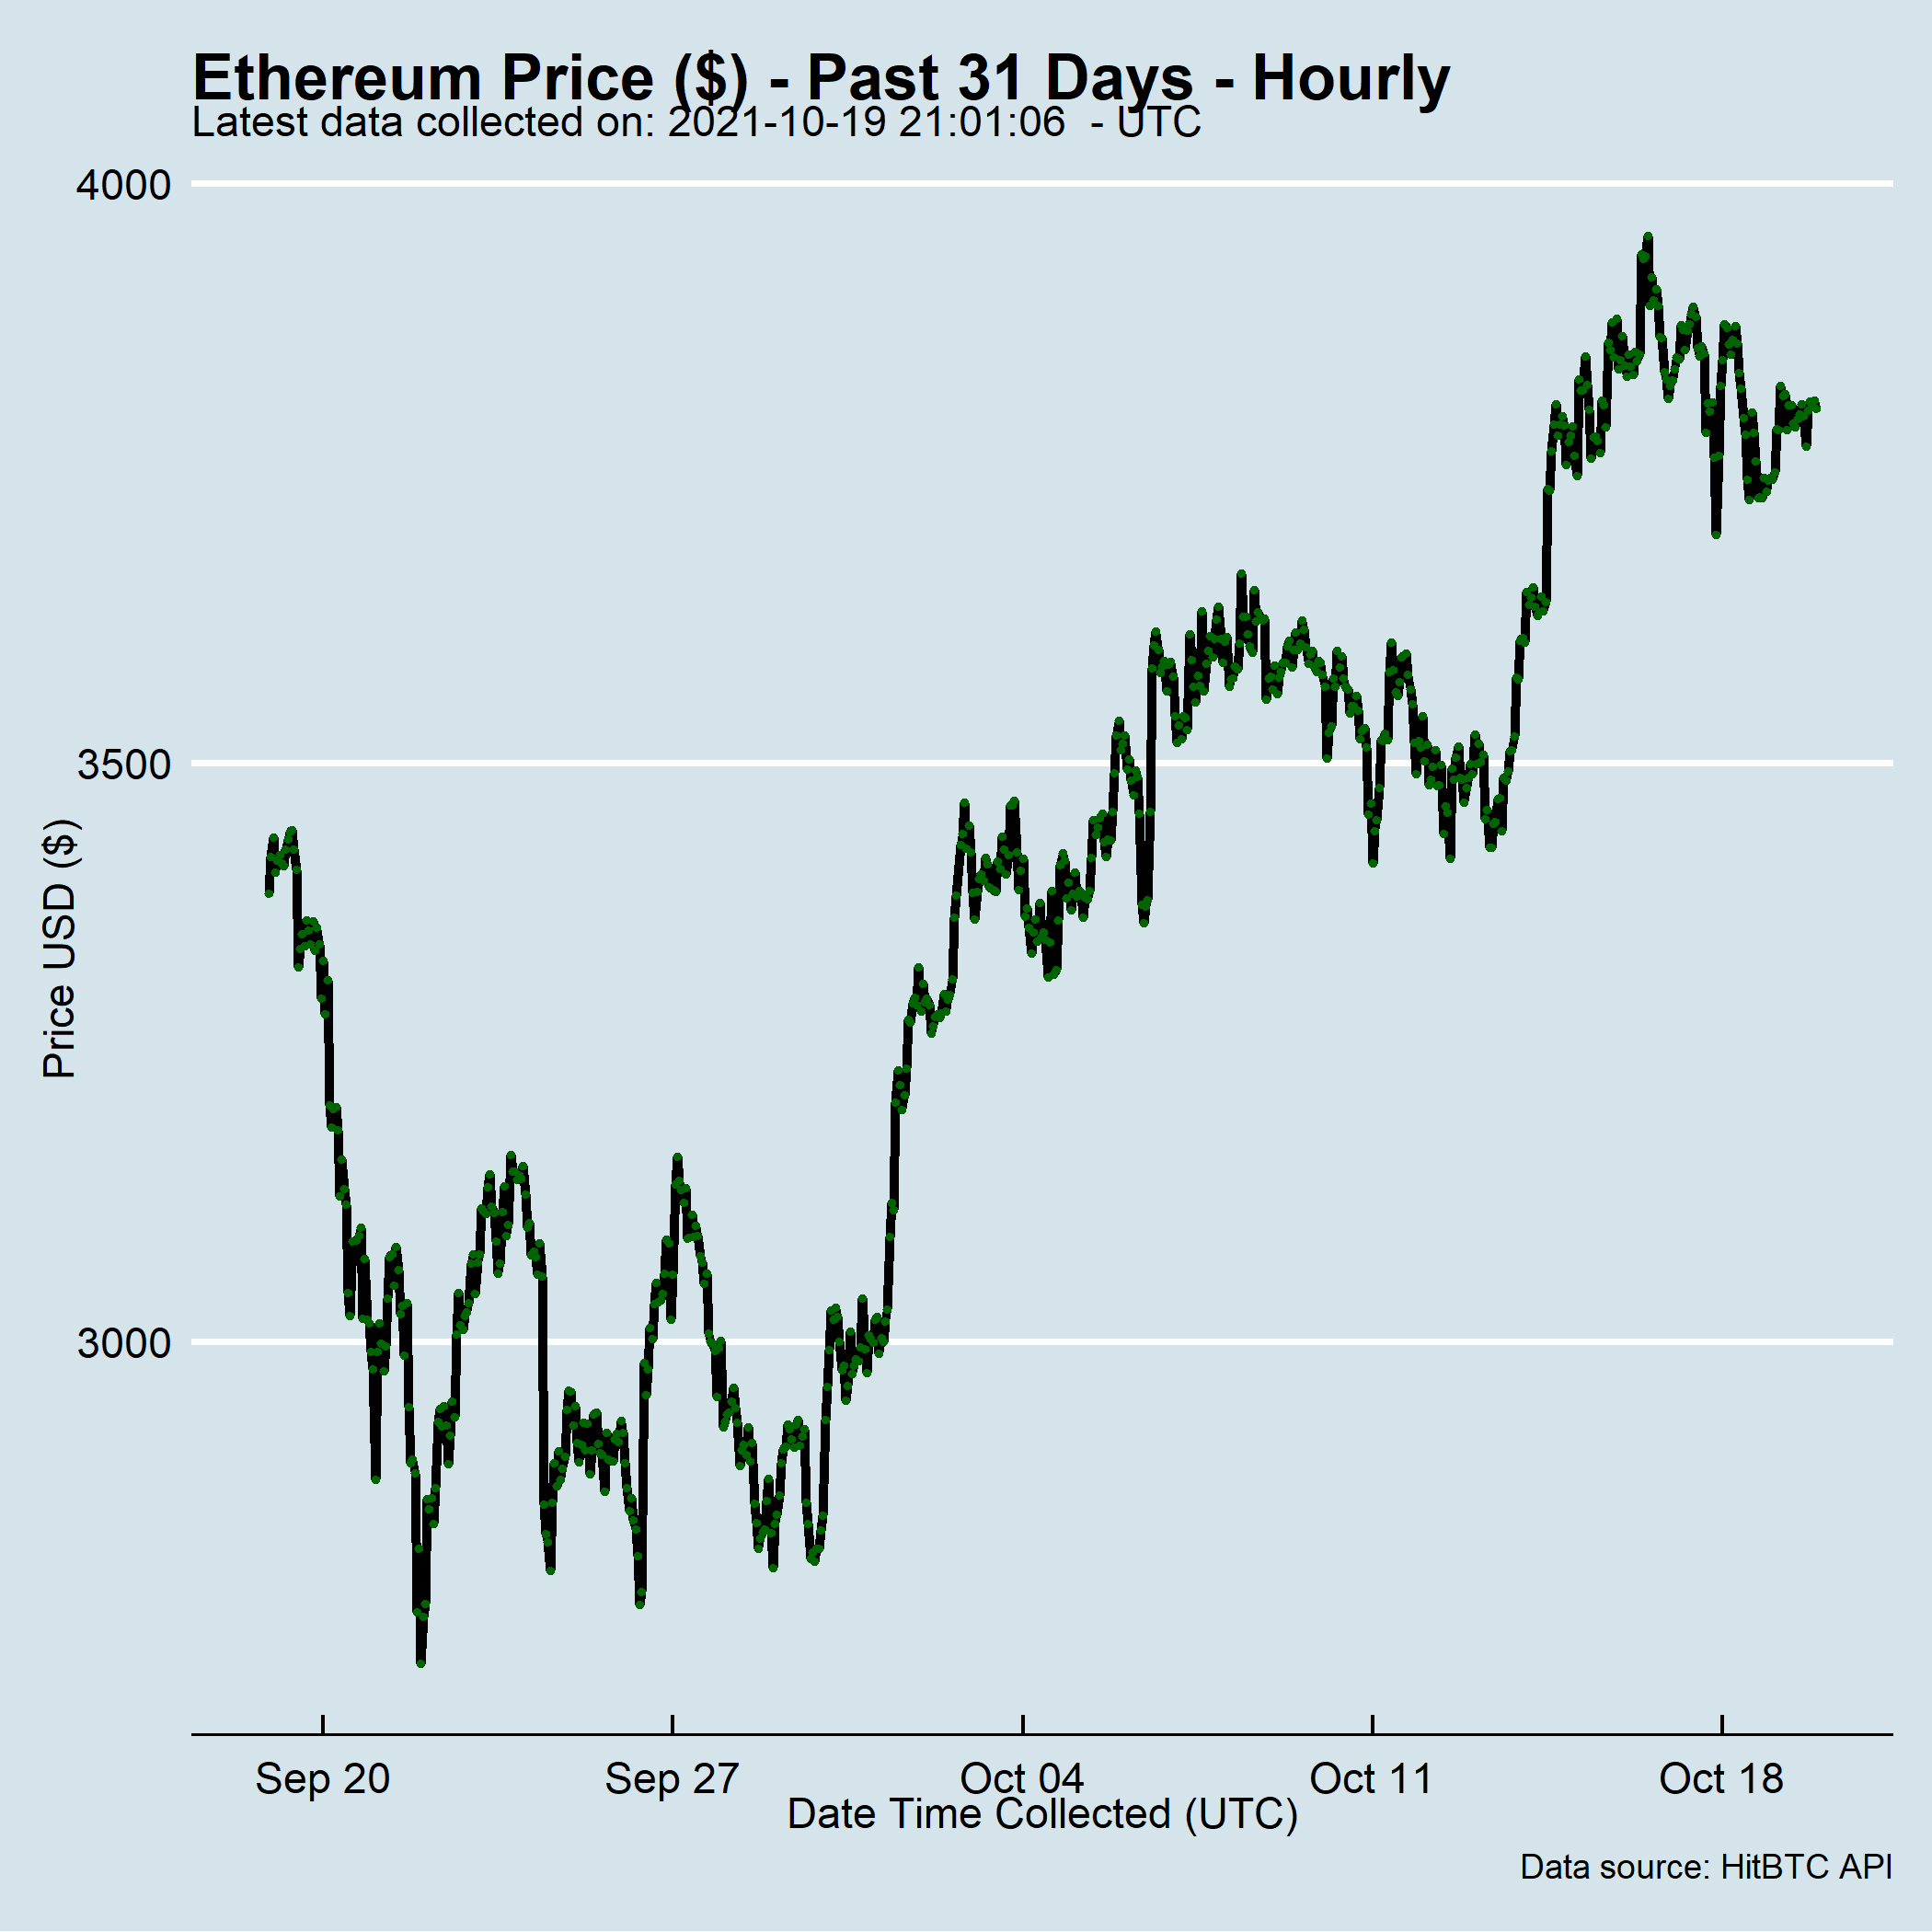 Ethereum Price ($) - Past 31 Days - Hourly
Latest data collected on: 2021-10-19 21:01:06  - UTC
4000
3500
3000
Price USD ($)
Sep 20
Sep 27
Oct 04
Oct 11
Oct 18
Date Time Collected (UTC)
Data source: HitBTC API